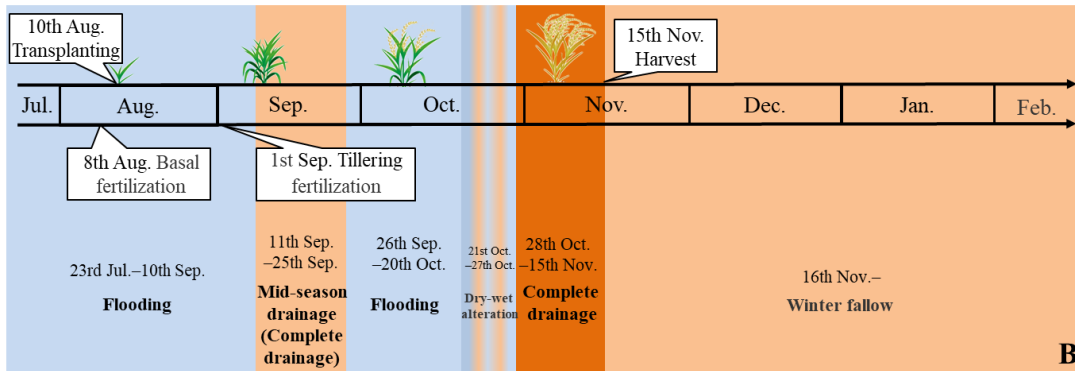 10th Aug.
Transplanting
15th Nov.
Harvest
Jul.
Aug.
Sep.
Oct.
Nov.
Dec.
Jan.
Feb.
8th Aug. Basal
fertilization
1st Sep. Tillering
fertilization
23rd Jul.–10th Sep.
Flooding
11th Sep.
–25th Sep.
Mid-season
drainage
(Complete
drainage)
26th Sep.
–20th Oct.
Flooding
21st Oct.
–27th Oct.
Dry-wet
alteration
28th Oct.
–15th Nov.
Complete
drainage
16th Nov.–
Winter fallow
B